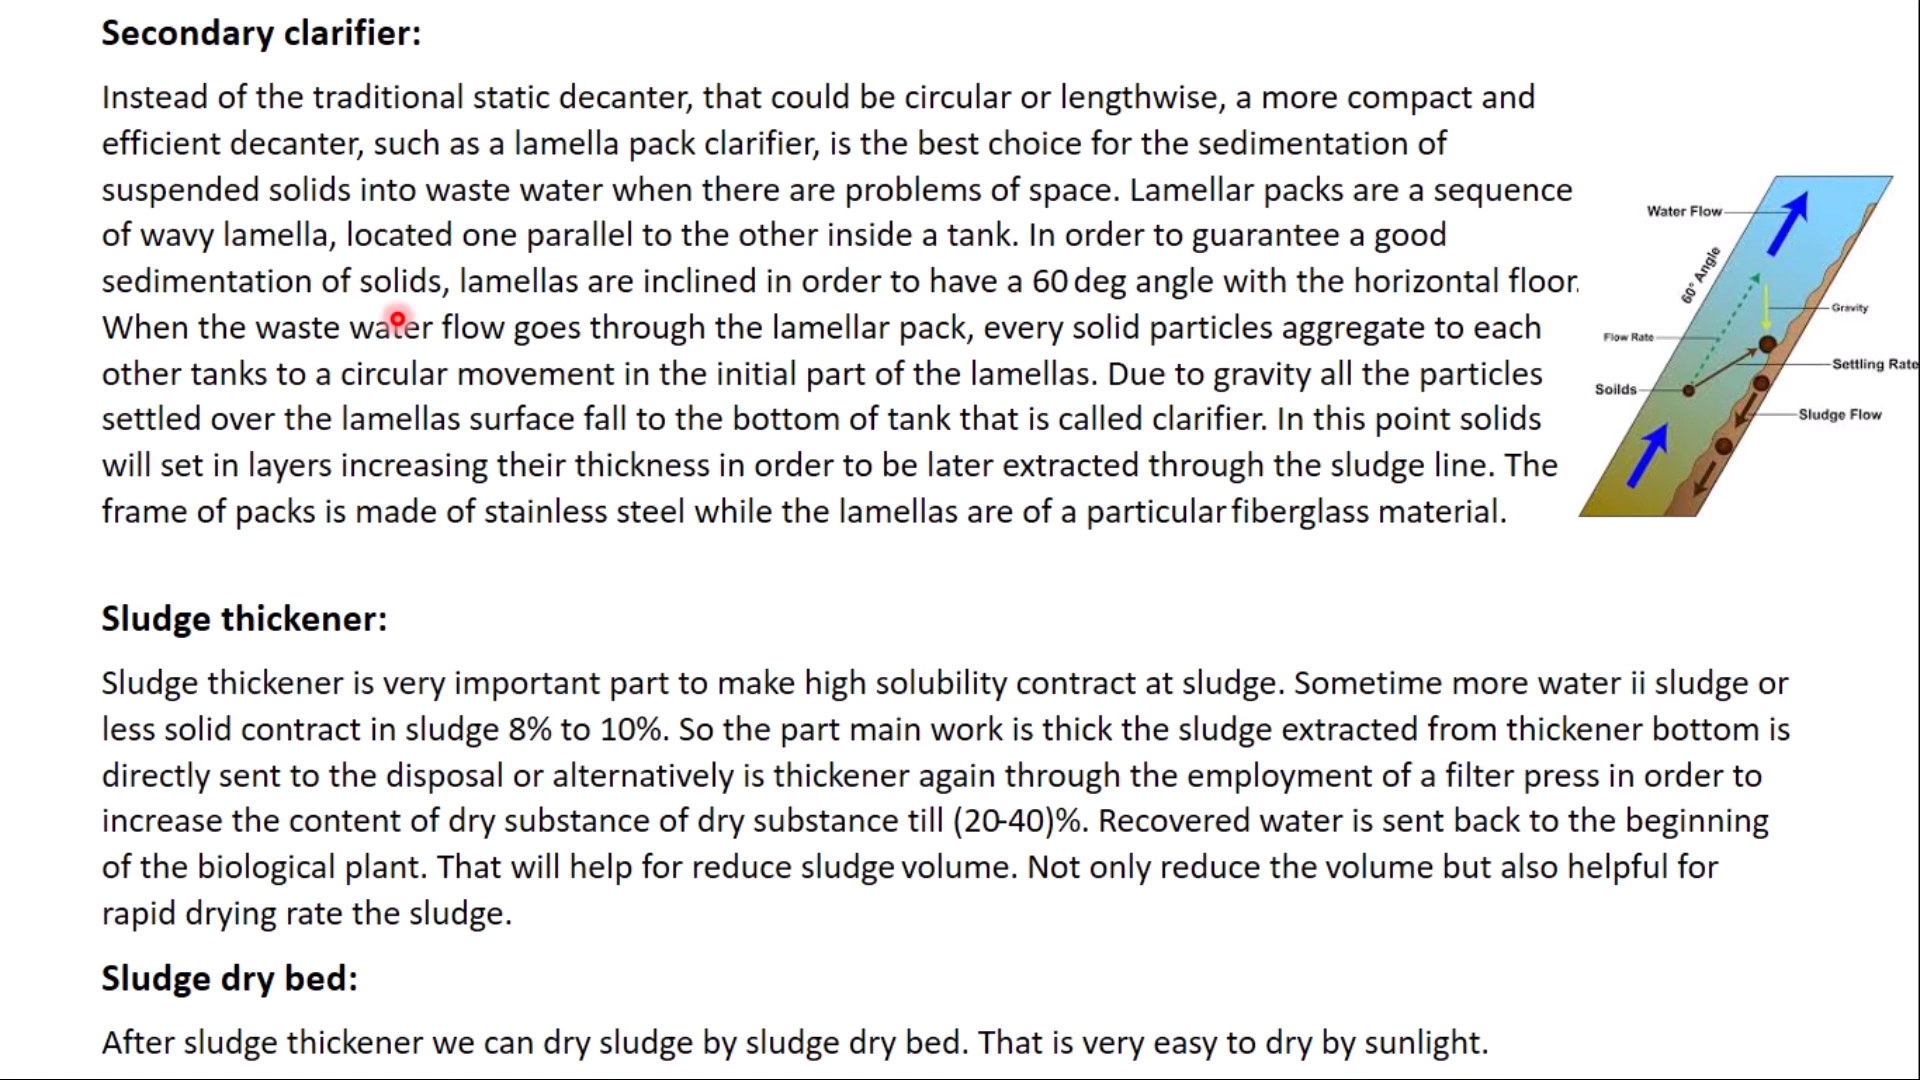 Secondary clarifier:
Instead of the traditional static decanter, that could be circular or lengthwise, a more compact and
efficient decanter, such as a lamella pack clarifier, is the best choice for the sedimentation of
suspended solids into waste water when there are problems of space. Lamellar packs are a sequence
of wavy lamella, located one parallel to the other inside a tank. In order to guarantee a good
sedimentation of solids, lamellas are inclined in order to have a 60 deg angle with the horizontal floor.
When the waste water flow goes through the lamellar pack, every solid particles aggregate to each
other tanks to a circular movement in the initial part of the lamellas. Due to gravity all the particles
settled over the lamellas surface fall to the bottom of tank that is called clarifier. In this point solids
will set in layers increasing their thickness in order to be later extracted through the sludge line. The
frame of packs is made of stainless steel while the lamellas are of a particular fiberglass material.
Water Flow
60° Angle
Gravity
Flow Rate
Settling Rate
Soilds
Sludge Flow
Sludge thickener:
Sludge thickener is very important part to make high solubility contract at sludge. Sometime more water ii sludge or
less solid contract in sludge 8% to 10%. So the part main work is thick the sludge extracted from thickener bottom is
directly sent to the disposal or alternatively is thickener again through the employment of a filter press in order to
increase the content of dry substance of dry substance till (20-40)%. Recovered water is sent back to the beginning
of the biological plant. That will help for reduce sludge volume. Not only reduce the volume but also helpful for
rapid drying rate the sludge.
Sludge dry bed:
After sludge thickener we can dry sludge by sludge dry bed. That is very easy to dry by sunlight.